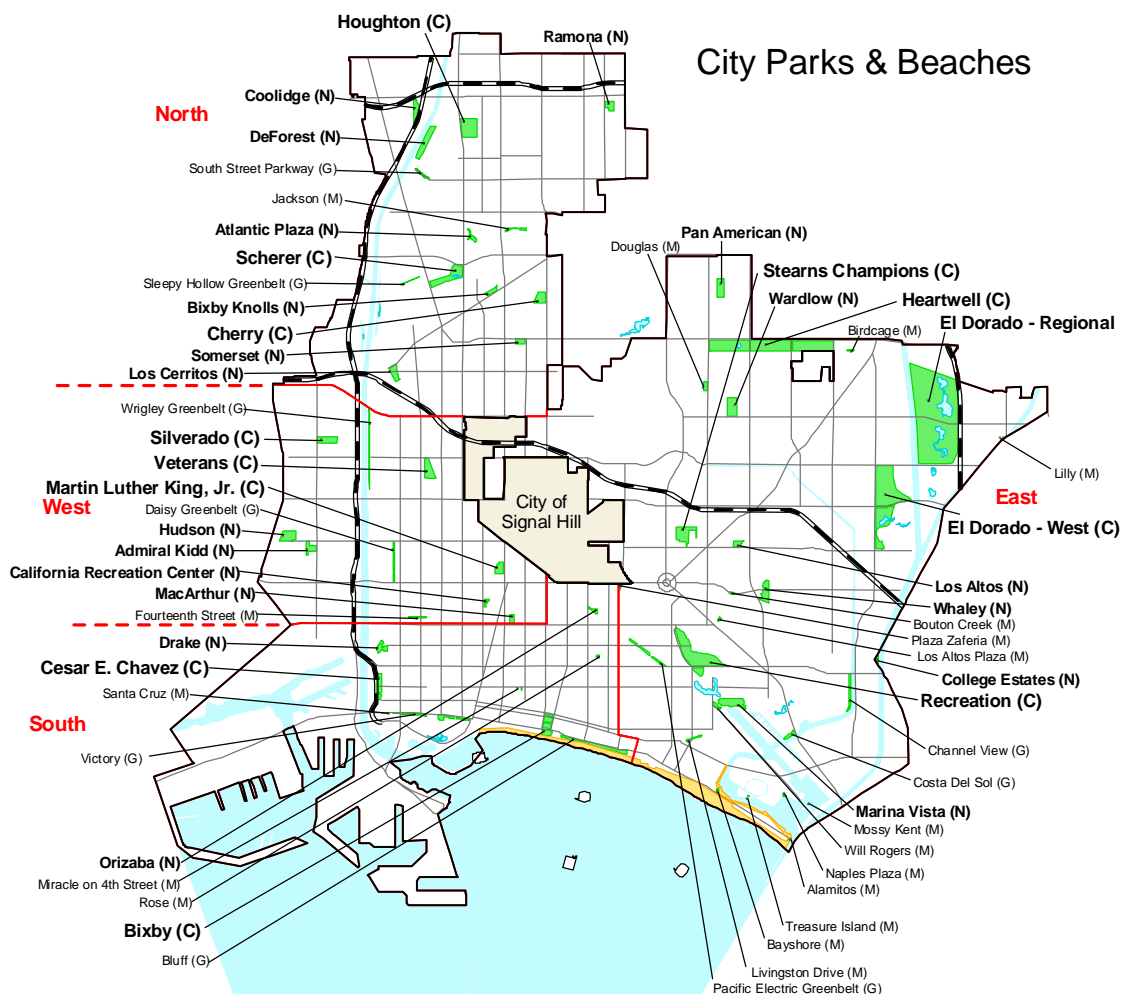 City Parks & Beaches
Houghton (C)
Ramona (N)
Coolidge (N)
North
DeForest (N)
South Street Parkway (G)
Jackson (M)
Atlantic Plaza (N)
Scherer (C)
Sleepy Hollow Greenbelt (G)
Bixby Knolls (N)
Cherry (C)
Somerset (N)
Los Cerritos (N)
Pan American (N)
Douglas (M)
Stearns Champions (C)
Wardlow (N)
Heartwell (C)
El Dorado - Regional
Birdcage (M)
Wrigley Greenbelt (G)
Silverado (C)
Veterans (C)
Martin Luther King, Jr. (C)
West
Daisy Greenbelt (G)
Hudson (N)
Admiral Kidd (N)
California Recreation Center (N)
MacArthur (N)
Fourteenth Street (M)
City of
Signal Hill
Lilly (M)
East
El Dorado - West (C)
Los Altos (N)
Whaley (N)
Bouton Creek (M)
Plaza Zaferia (M)
Los Altos Plaza (M)
College Estates (N)
Recreation (C)
Drake (N)
Cesar E. Chavez (C)
Santa Cruz (M)
South
Victory (G)
Channel View (G)
Costa Del Sol (G)
Marina Vista (N)
Mossy Kent (M)
Will Rogers (M)
Naples Plaza (M)
Alamitos (M)
Orizaba (N)
Miracle on 4th Street (M)
Rose (M)
Bixby (C)
Bluff (G)
Treasure Island (M)
Bayshore (M)
Livingston Drive (M)
Pacific Electric Greenbelt (G)